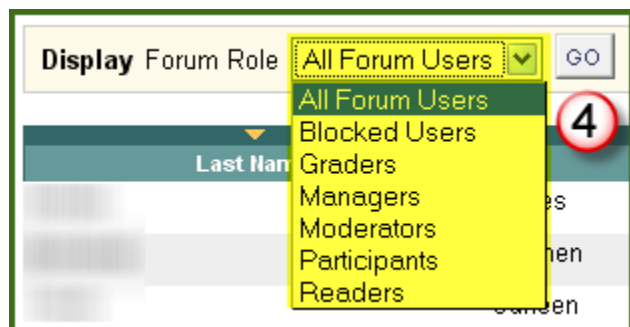 Display Forum Role All Forum Users GO
All Forum Users
4
Blocked Users
Last Nam
Graders
Managers
es
Moderators
Participants
Readers